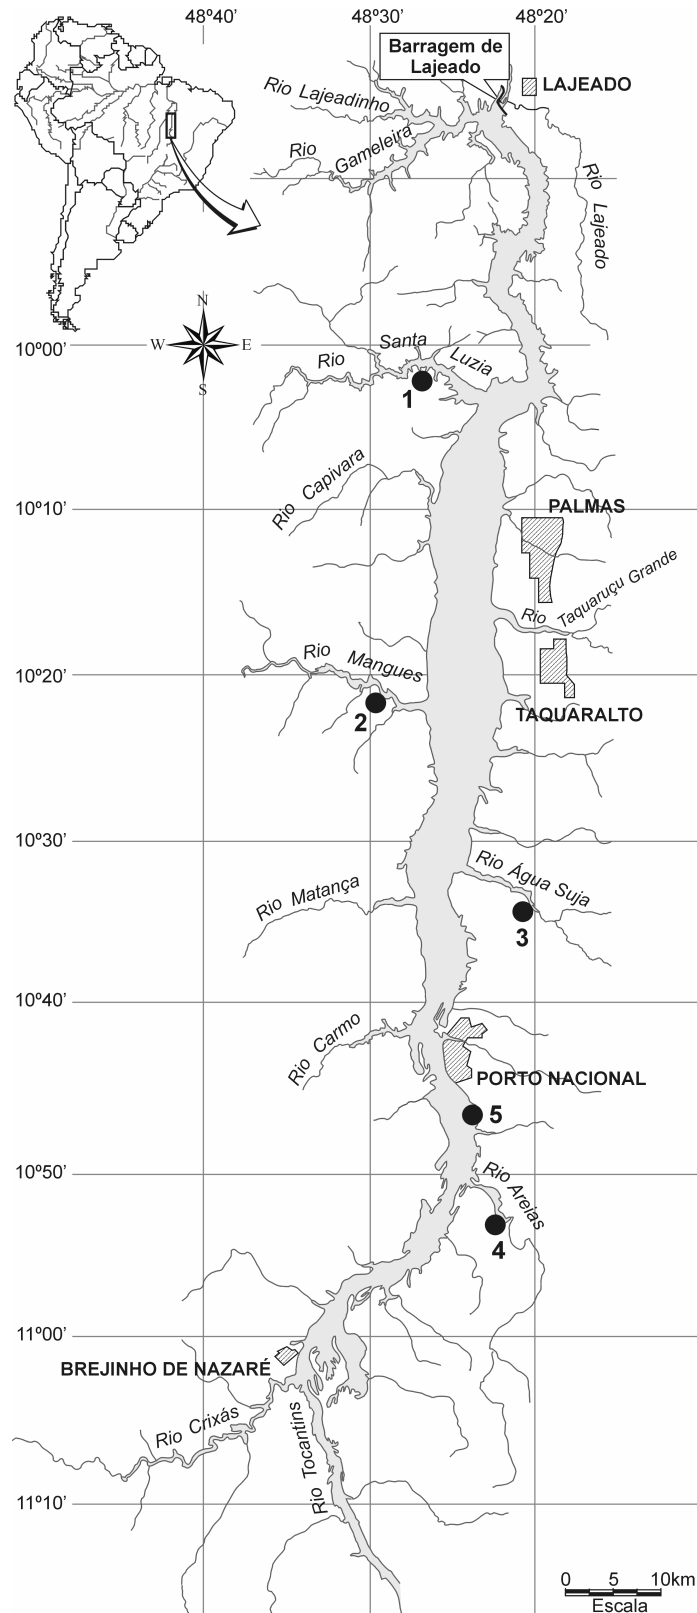 48°40'
48°30'
48°20'
Barragem de
Lajeado
LAJEADO
Rio Lajeadinho
Rio Gameleira
Rio Lajeado
N
W
E
S
10°00'
Rio Santa Luzia
1
Rio Capivara
10°10'
PALMAS
Rio Taquaruçu Grande
Rio Mangues
10°20'
2
TAQUARALTO
10°30'
Rio Água Suja
Rio Matança
3
10°40'
Rio Carmo
PORTO NACIONAL
5
10°50'
Rio Areias
4
11°00'
BREJINHO DE NAZARÉ
Rio Crixás
Rio Tocantins
11°10'
0 5 10km
Escala